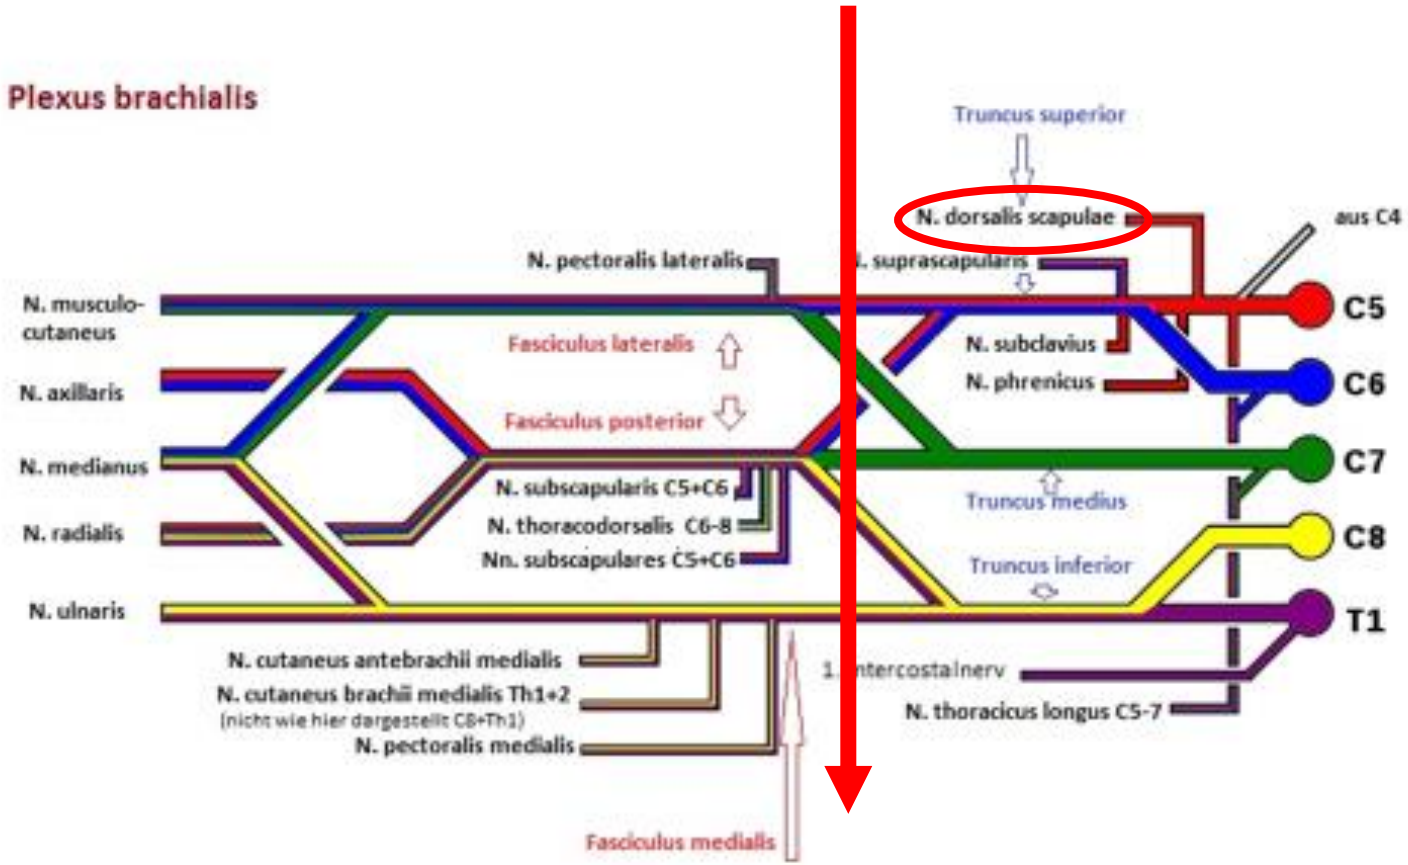 Plexus brachialis
Truncus superior
N. dorsalis scapulae
aus C4
N. pectoralis lateralis
N. suprascapularis
N. musculo-
cutaneus
C5
Fasciculus lateralis
N. subclavius
N. phrenicus
C6
N. axillaris
Fasciculus posterior
N. medianus
C7
N. subscapularis C5+C6
Truncus medius
N. thoracodorsalis C6-8
N. radialis
C8
Nn. subscapulares C5+C6
Truncus inferior
N. ulnaris
T1
N. cutaneus antebrachii medialis
1. Intercostalnerv
N. cutaneus brachii medialis Th1+2
(nicht wie hier dargestellt C8+Th1)
N. thoracicus longus C5-7
N. pectoralis medialis
Fasciculus medialis